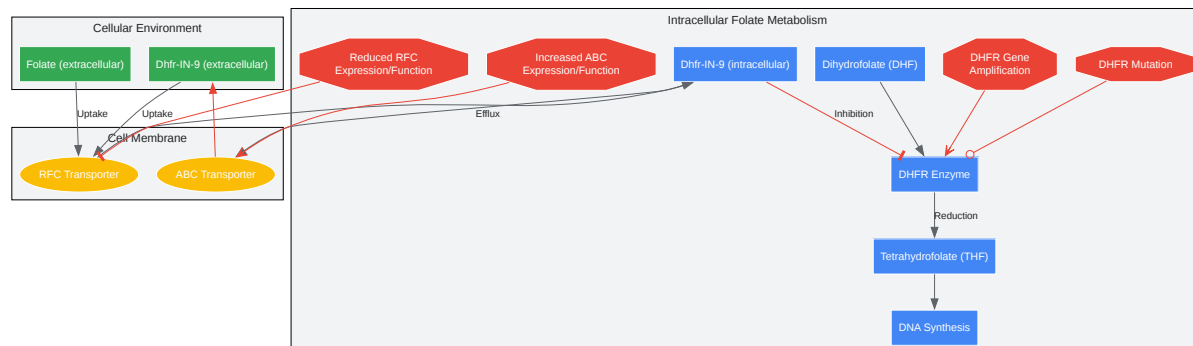 Cellular Environment
Intracellular Folate Metabolism
Folate (extracellular)
Dhfr-IN-9 (extracellular)
Reduced RFC
Expression/Function
Increased ABC
Expression/Function
Dhfr-IN-9 (intracellular)
Dihydrofolate (DHF)
DHFR Gene
Amplification
DHFR Mutation
Uptake
Uptake
Efflux
Inhibition
Cell Membrane
RFC Transporter
ABC Transporter
DHFR Enzyme
Reduction
Tetrahydrofolate (THF)
DNA Synthesis